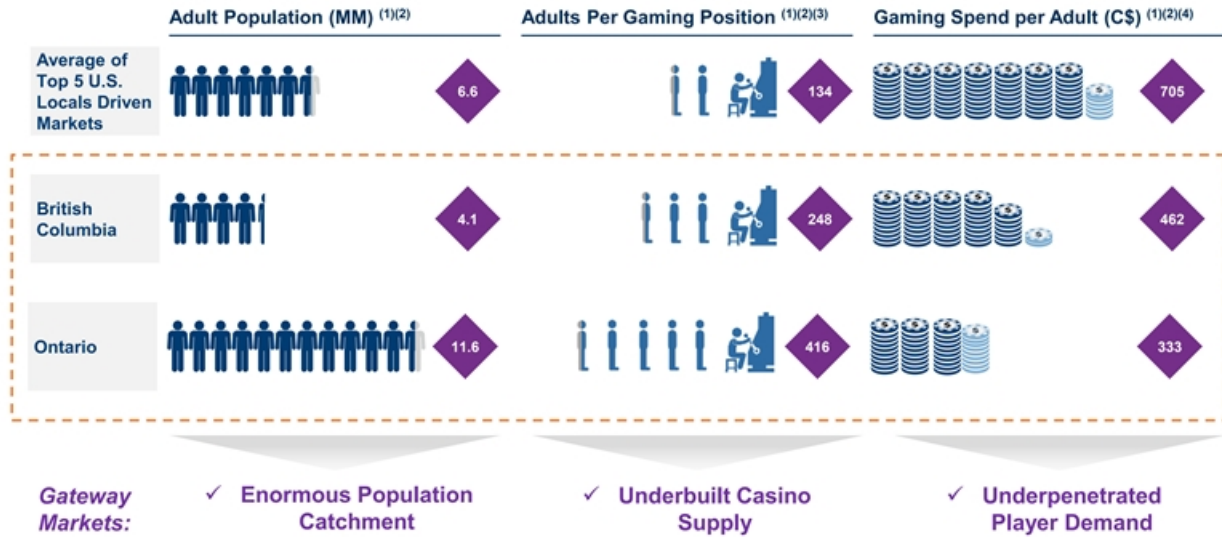 Adult Population (MM) (1)(2)
Adults Per Gaming Position (1)(2)(3)
Gaming Spend per Adult (C$) (1)(2)(4)
Average of
Top 5 U.S.
Locals Driven
Markets
6.6
134
705
British
Columbia
4.1
248
462
Ontario
11.6
416
333
Gateway
Markets:
✓ Enormous Population
Catchment
✓ Underbuilt Casino
Supply
✓ Underpenetrated
Player Demand